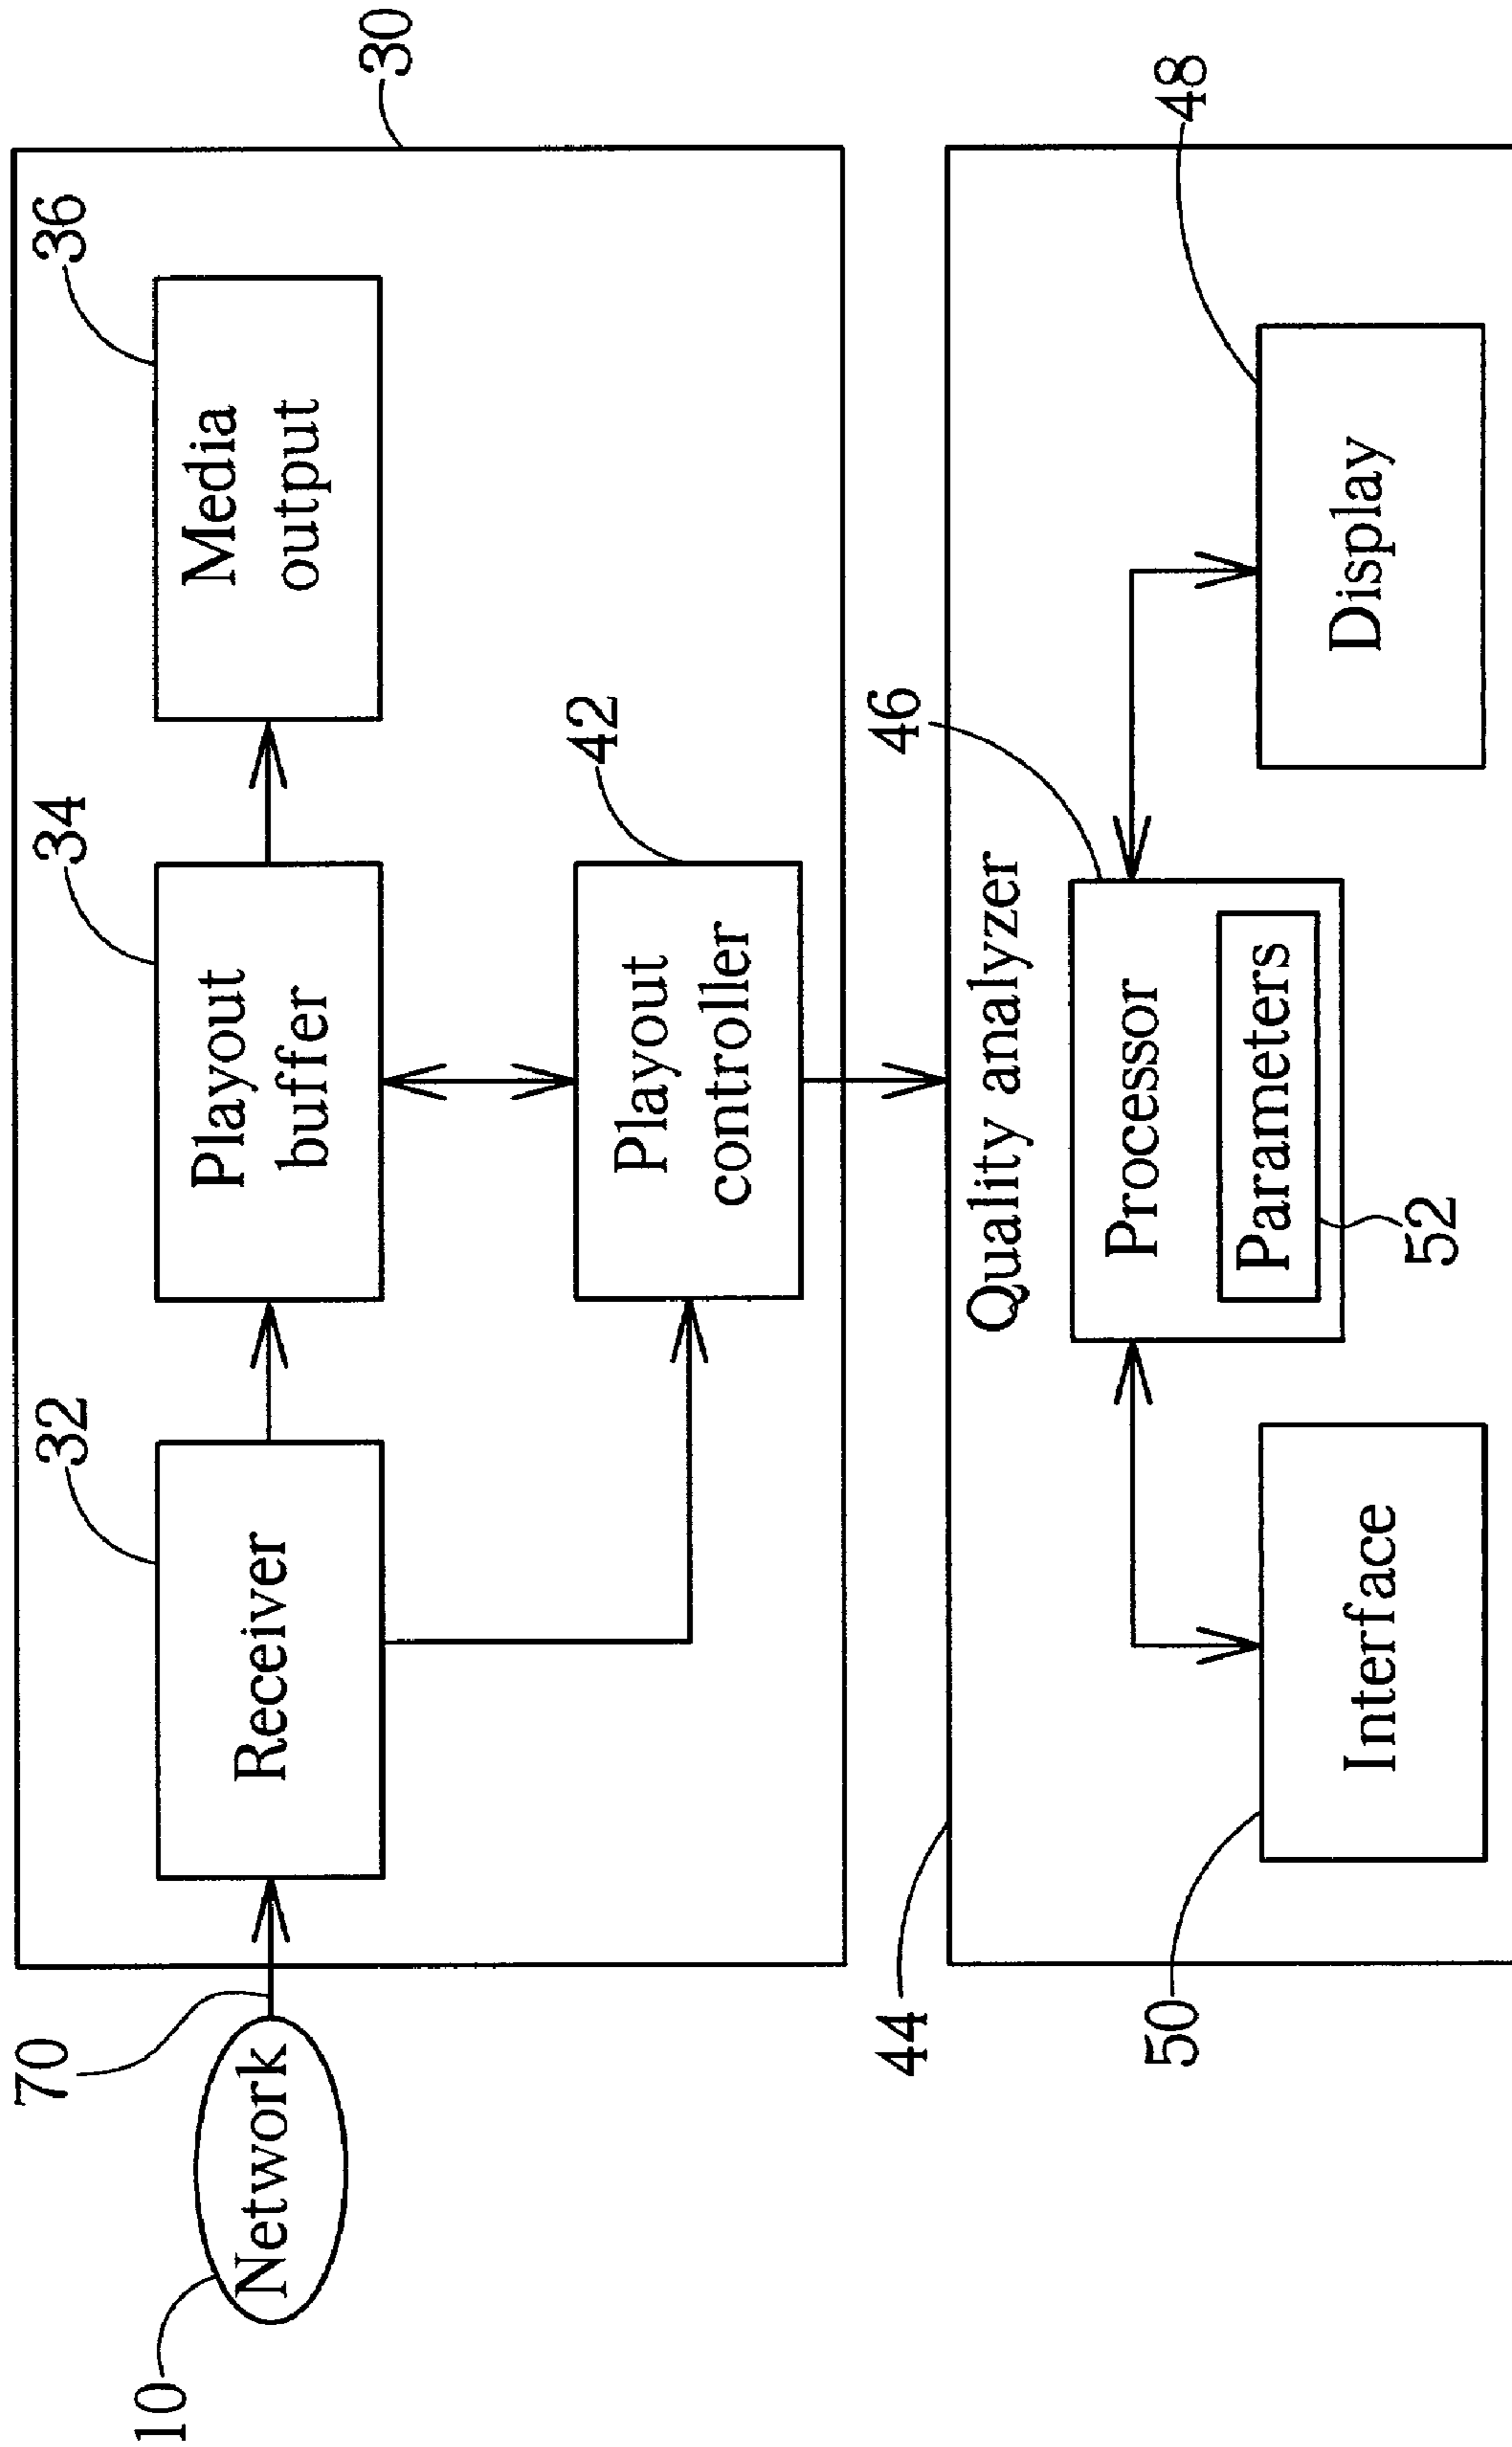 70
32
34
36
30
10
Network
Receiver
Playout
buffer
Media
output
42
Playout
controller
44
46
48
Quality analyzer
50
Interface
Processor
Parameters
52
Display